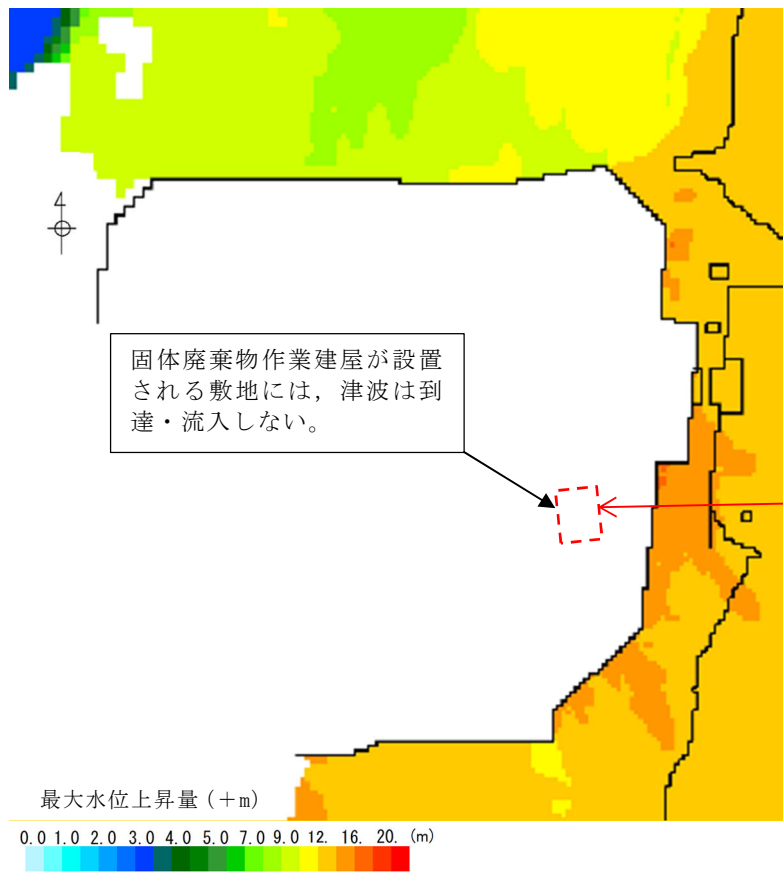 4
固体廃棄物作業建屋が設置
される敷地には，津波は到
達・流入しない。
最大水位上昇量(＋m)
0.0 1.0 2.0 3.0 4.0 5.0 7.0 9.0 12. 16. 20. (m)